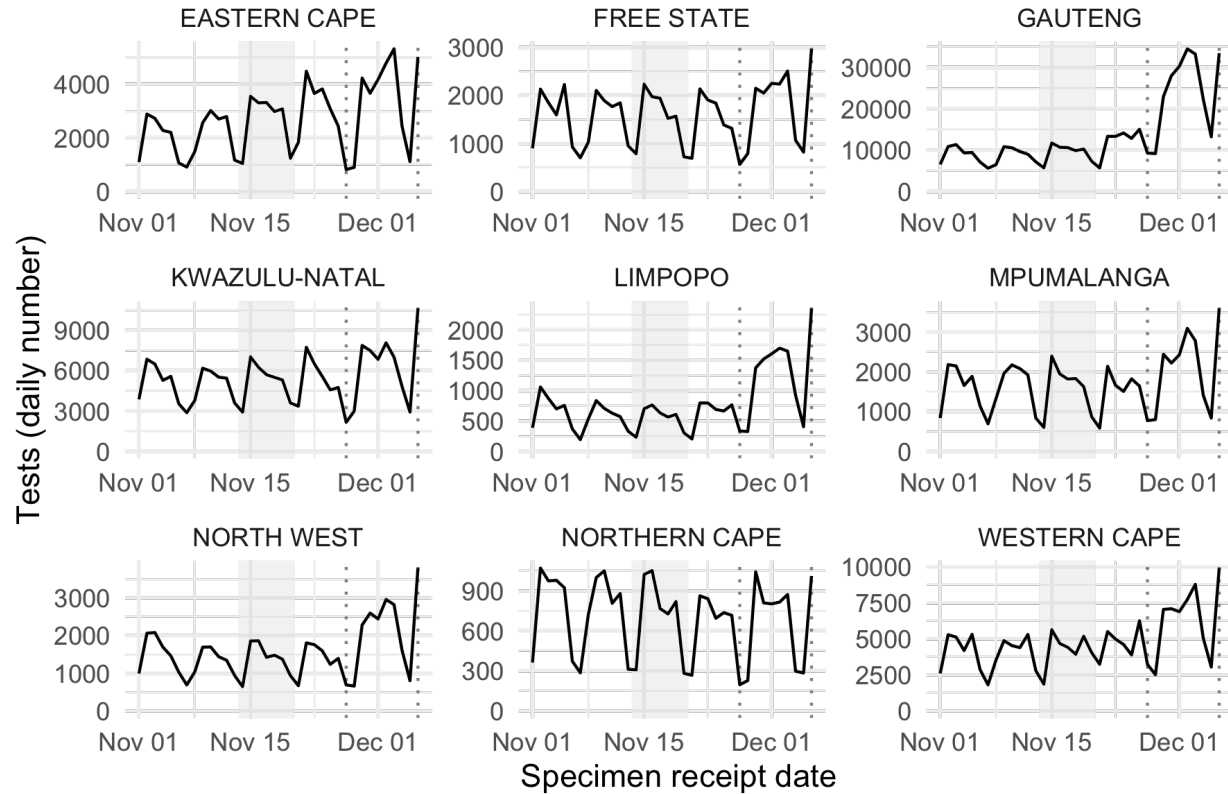 EASTERN CAPE
FREE STATE
GAUTENG
4000
2000
0
3000
2000
1000
0
30000
20000
10000
0
Nov 01 Nov 15 Dec 01
Nov 01 Nov 15 Dec 01
Nov 01 Nov 15 Dec 01
KWAZULU-NATAL
LIMPOPO
MPUMALANGA
9000
6000
3000
0
2000
1500
1000
500
0
3000
2000
1000
0
Nov 01 Nov 15 Dec 01
Nov 01 Nov 15 Dec 01
Nov 01 Nov 15 Dec 01
NORTH WEST
NORTHERN CAPE
WESTERN CAPE
3000
2000
1000
0
900
600
300
0
10000
7500
5000
2500
0
Nov 01 Nov 15 Dec 01
Nov 01 Nov 15 Dec 01
Nov 01 Nov 15 Dec 01
Tests (daily number)
Specimen receipt date